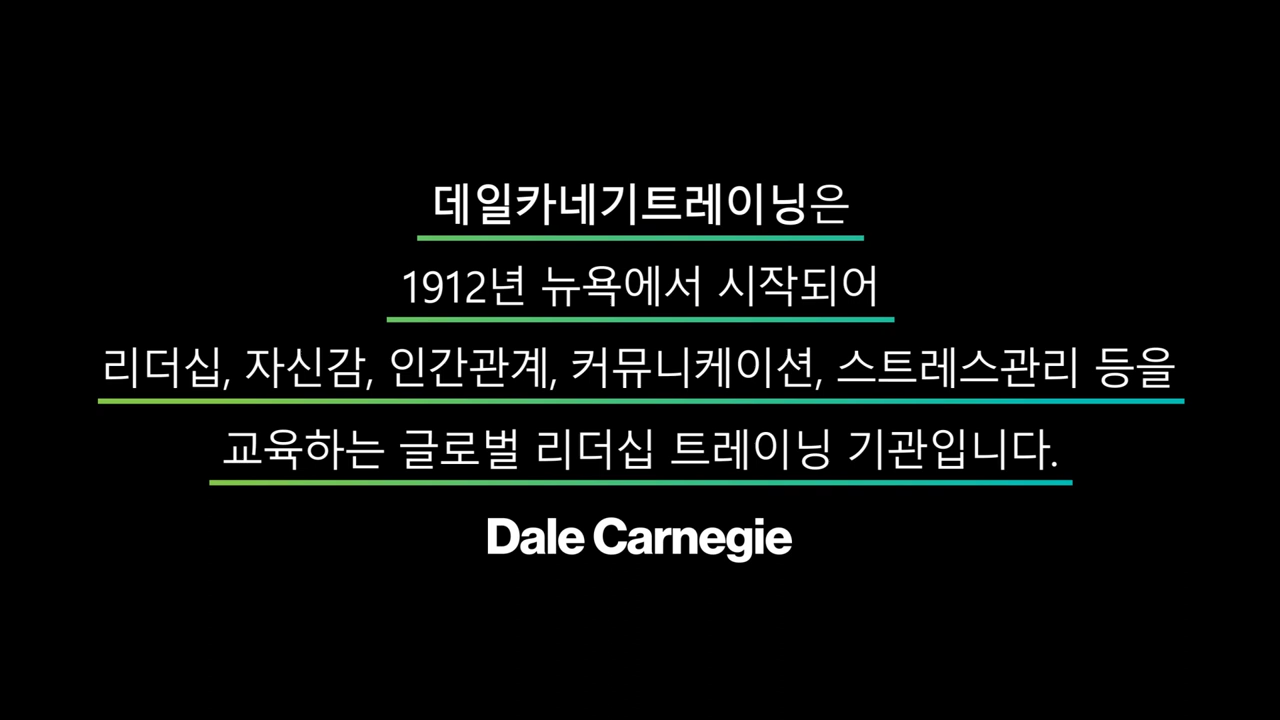 데일카네기트레이닝은
1912년 뉴욕에서 시작되어
리더십, 자신감, 인간관계, 커뮤니케이션, 스트레스관리 등을
교육하는 글로벌 리더십 트레이닝 기관입니다.
Dale Carnegie